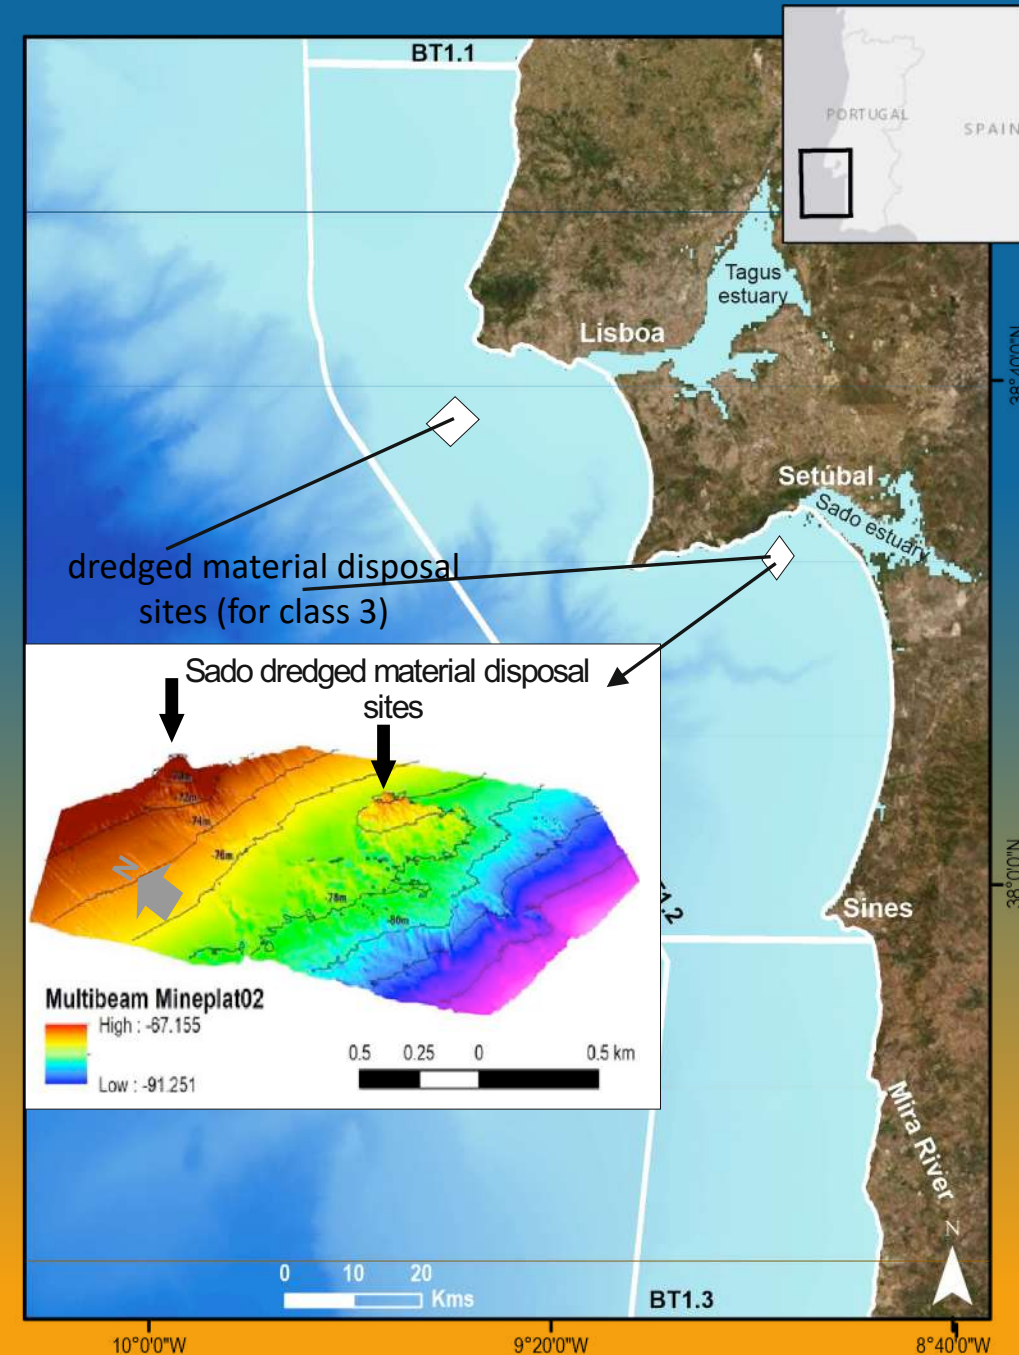 BT1.1
PORTUGAL
SPAIN
Tagus
estuary
Lisboa
38°40'0"N
Setúbal
Sado estuary
dredged material disposal
sites (for class 3)
Sado dredged material disposal
sites
-72m
-74m
-76m
-78m
-80m
N
Multibeam Mineplat02
High : -67.155
Low : -91.251
0.5 0.25 0 0.5 km
1.2
38°0'0"N
Sines
Mira River
N
0 10 20
Kms
BT1.3
10°0'0"W 9°20'0"W 8°40'0"W